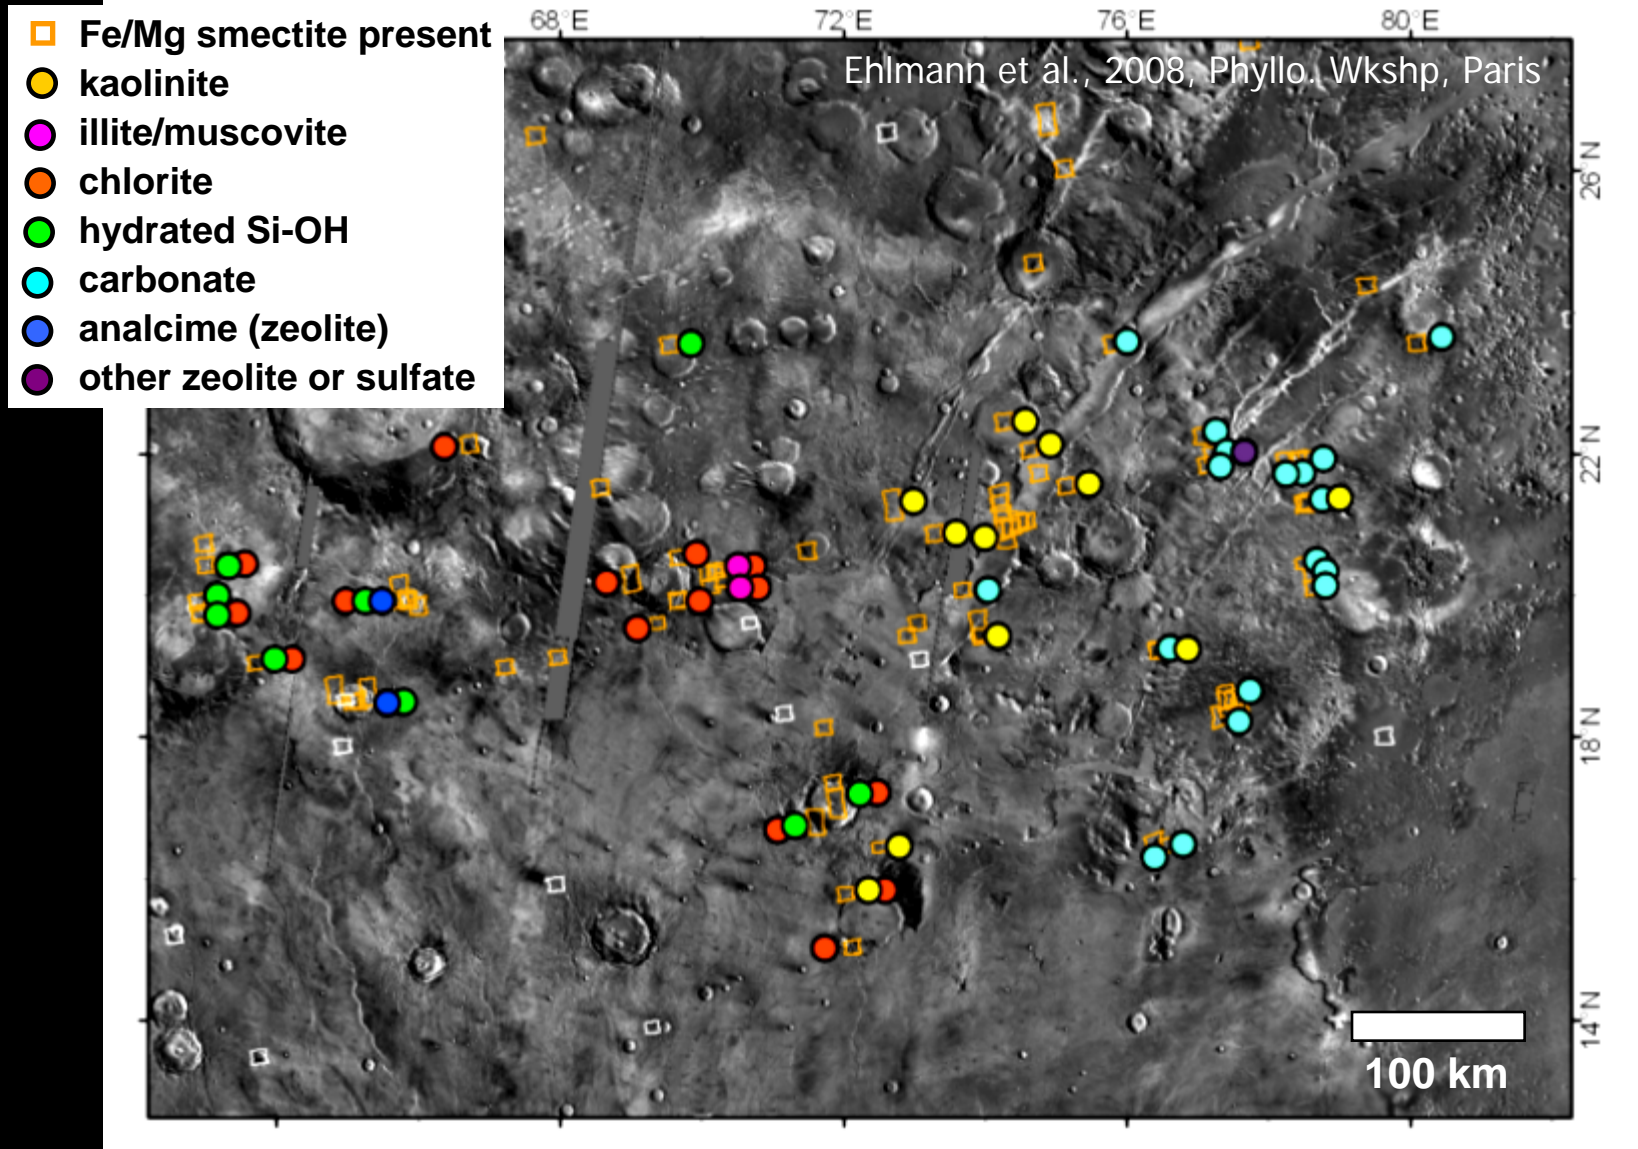 68°E 72°E 76°E 80°E
Fe/Mg smectite present
kaolinite
illite/muscovite
chlorite
hydrated Si-OH
carbonate
analcime (zeolite)
other zeolite or sulfate
Ehlmann et al., 2008, Phyllo. Wkshp, Paris
26°N
22°N
18°N
14°N
100 km